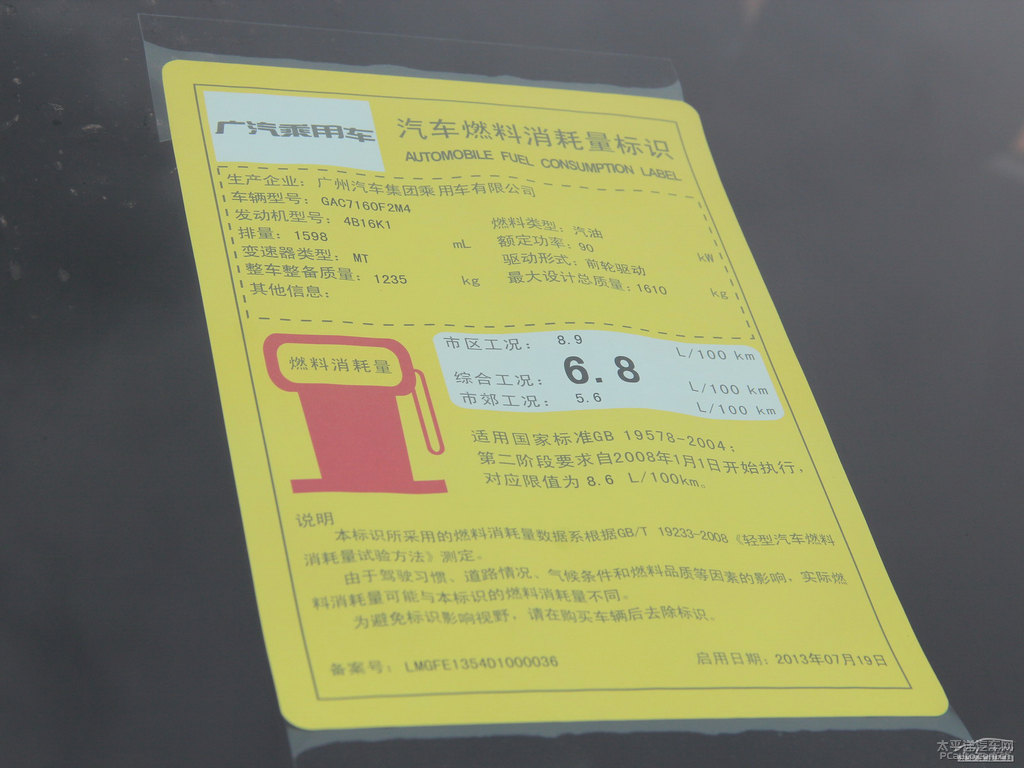 广汽乘用车
汽车燃料消耗量标识
AUTOMOBILE FUEL CONSUMPTION LABEL
生产企业: 广州汽车集团乘用车有限公司
车辆型号: GAC7160F2M4
发动机型号: 4B16K1
燃料类型: 汽油
排量: 1598 mL
额定功率: 90 kW
变速器类型: MT
驱动形式: 前轮驱动
整车整备质量: 1235 kg
最大设计总质量: 1610 kg
其他信息:
燃料消耗量
市区工况: 8.9 L/100 km
综合工况: 6.8 L/100 km
市郊工况: 5.6 L/100 km
适用国家标准GB 19578-2004;
第二阶段要求自2008年1月1日开始执行,
对应限值为 8.6 L/100km。
说明
本标识所采用的燃料消耗量数据系根据GB/T 19233-2008《轻型汽车燃料
消耗量试验方法》测定。
由于驾驶习惯、道路情况、气候条件和燃料品质等因素的影响, 实际燃
料消耗量可能与本标识的燃料消耗量不同。
为避免标识影响视野, 请在购买车辆后去除标识。
备案号: LMGFE1354D1000036
启用日期: 2013年07月19日
太平洋汽车网
PCauto.com.cn